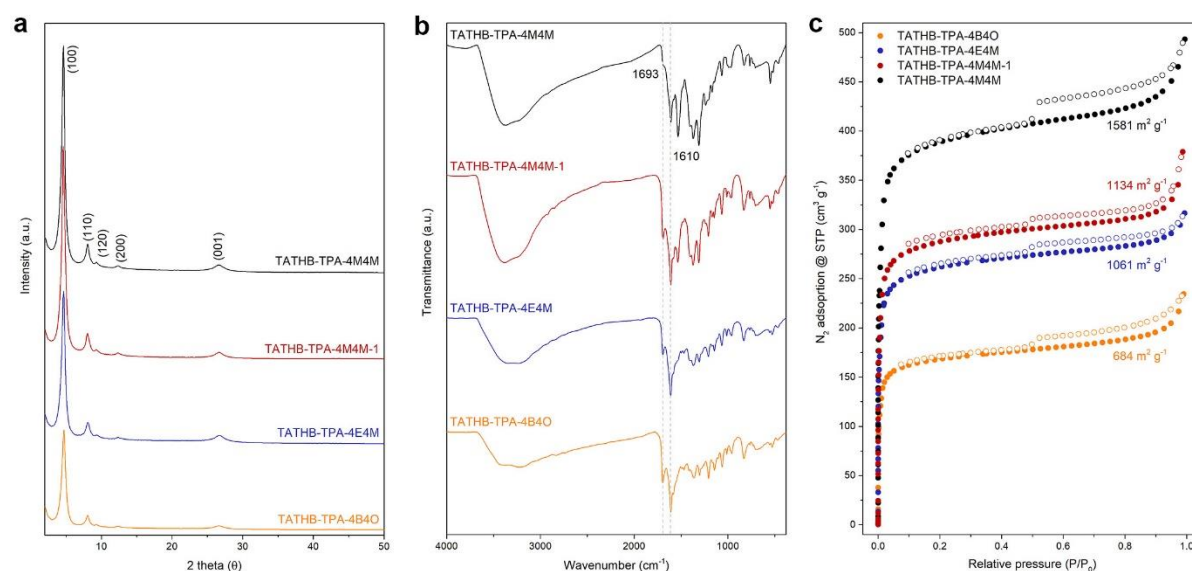 a
Intensity (a.u.)
(100)
(110)
(120)
(200)
(001)
TATHB-TPA-4M4M
TATHB-TPA-4M4M-1
TATHB-TPA-4E4M
TATHB-TPA-4B4O
10
20
30
40
50
2 theta (θ)
b
Transmittance (a.u.)
TATHB-TPA-4M4M
1693
1610
TATHB-TPA-4M4M-1
TATHB-TPA-4E4M
TATHB-TPA-4B4O
4000
3000
2000
1000
Wavenumber (cm-1)
c
N2 adsoprtion @ STP (cm3 g-1)
500
450
400
350
300
250
200
150
100
50
0
TATHB-TPA-4B4O
TATHB-TPA-4E4M
TATHB-TPA-4M4M-1
TATHB-TPA-4M4M
1581 m2 g-1
1134 m2 g-1
1061 m2 g-1
684 m2 g-1
0.0
0.2
0.4
0.6
0.8
1.0
Relative pressure (P/P0)